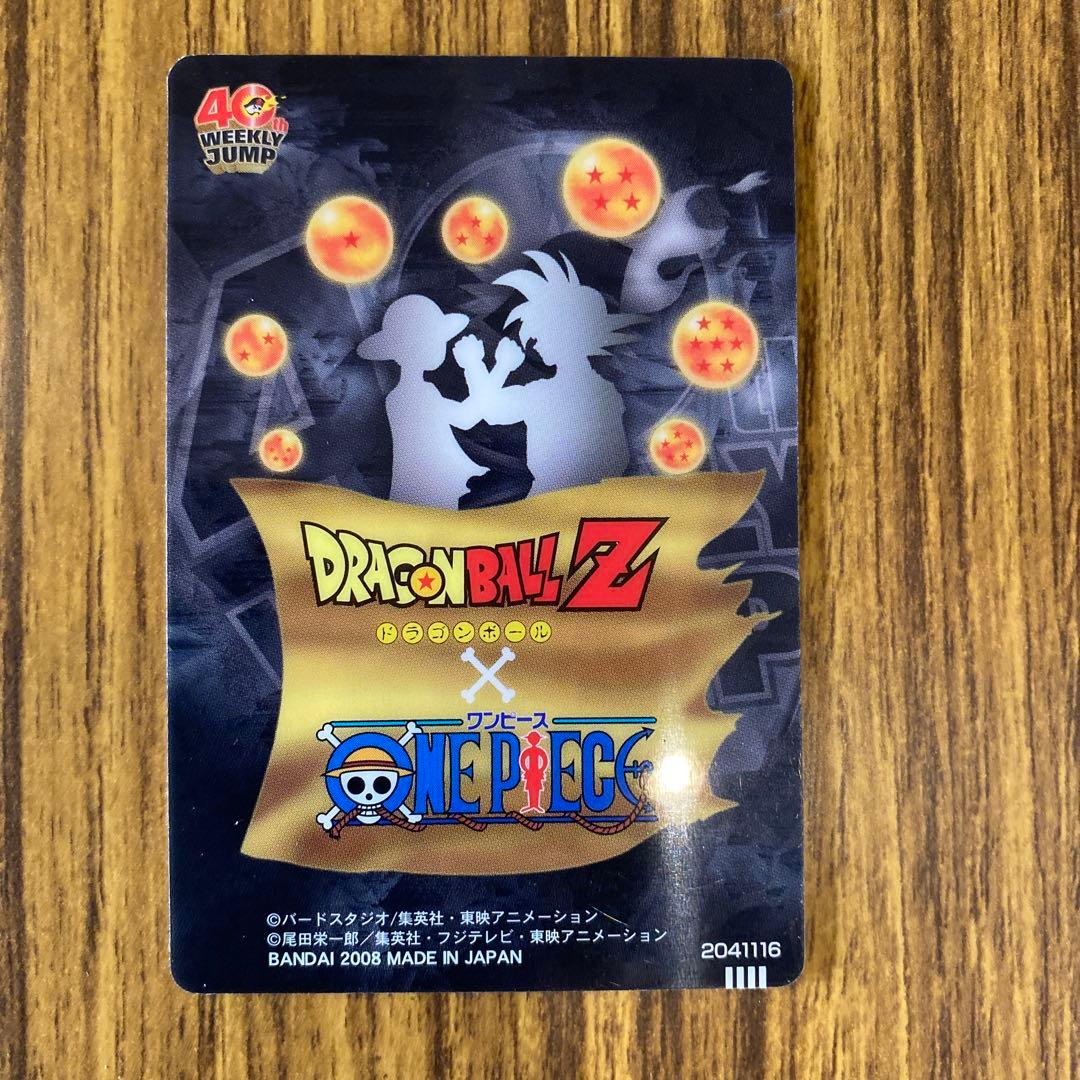 40th
WEEKLY
JUMP
DRAGON BALL Z
ドラゴンボール
×
ワンピース
ONE PIECE
©バードスタジオ/集英社・東映アニメーション
©尾田栄一郎/集英社・フジテレビ・東映アニメーション
BANDAI 2008 MADE IN JAPAN
2041116